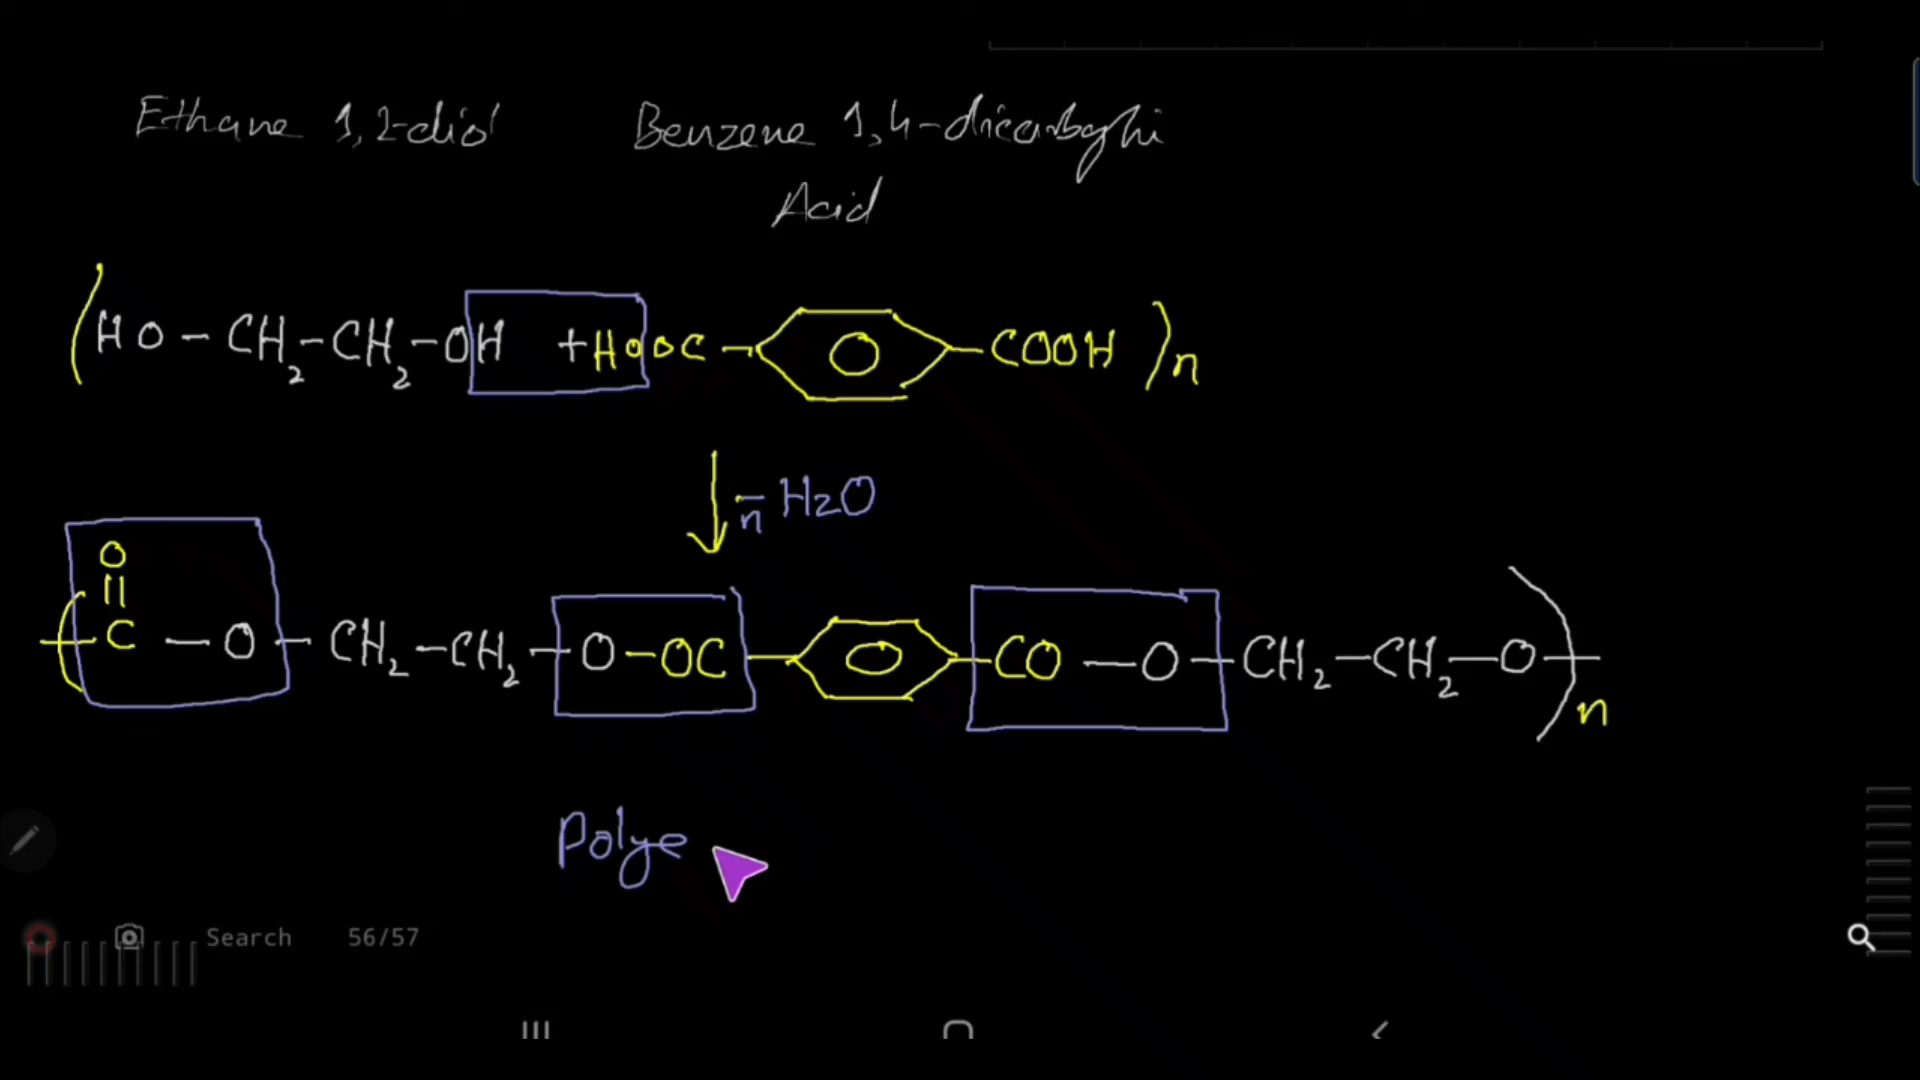 Ethane 1,2-diol Benzene 1,4-dicarboxylic
Acid
(HO-CH2-CH2-OH + HOOC-⌬-COOH)n
-nH2O
O
||
(-C-O-CH2-CH2-O-OC-⌬-CO-O-CH2-CH2-O-)n
Polye
Search 56/57